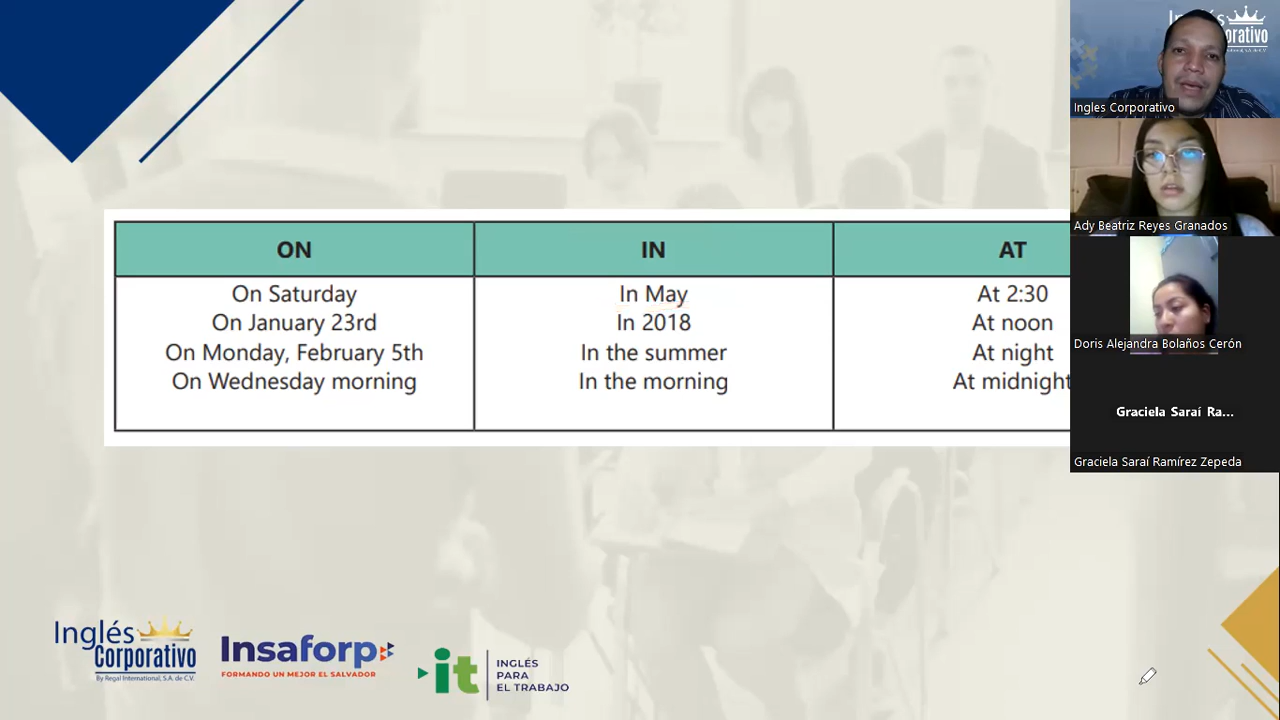 ON
IN
AT
On Saturday
On January 23rd
On Monday, February 5th
On Wednesday morning
In May
In 2018
In the summer
In the morning
At 2:30
At noon
At night
At midnight
Inglés
Corporativo
By Regal International, S.A. de C.V.
Insaforp
FORMANDO UN MEJOR EL SALVADOR
it
INGLÉS
PARA
EL TRABAJO
Ingles Corporativo
Ady Beatriz Reyes Granados
Doris Alejandra Bolaños Cerón
Graciela Saraí Ra...
Graciela Saraí Ramírez Zepeda